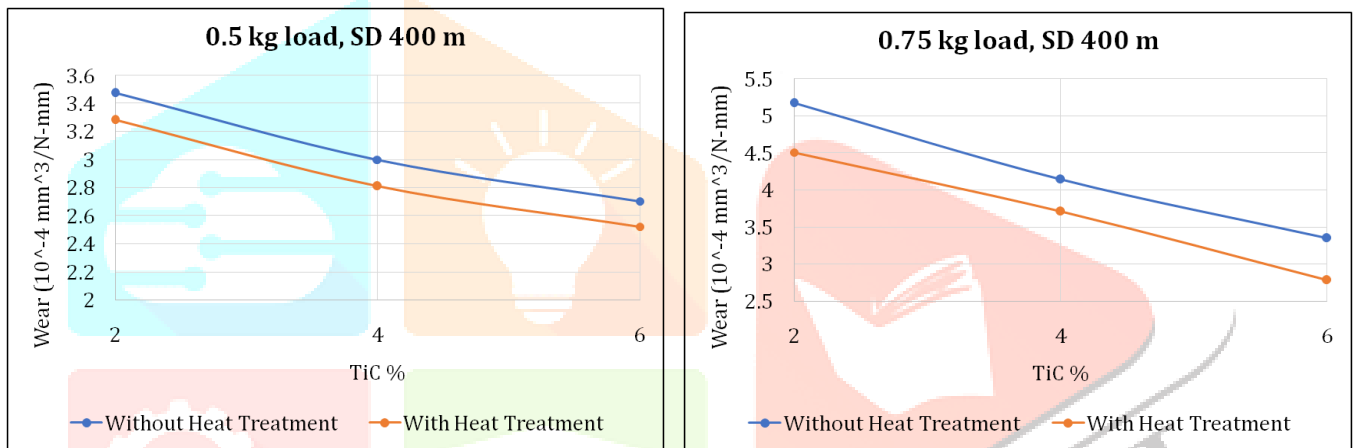 0.5 kg load, SD 400 m
Wear (10^-4 mm^3/N-mm)
3.6
3.4
3.2
3
2.8
2.6
2.4
2.2
2
2 4 6
TiC %
Without Heat Treatment With Heat Treatment
0.75 kg load, SD 400 m
Wear (10^-4 mm^3/N-mm)
5.5
5
4.5
4
3.5
3
2.5
2 4 6
TiC %
Without Heat Treatment With Heat Treatment